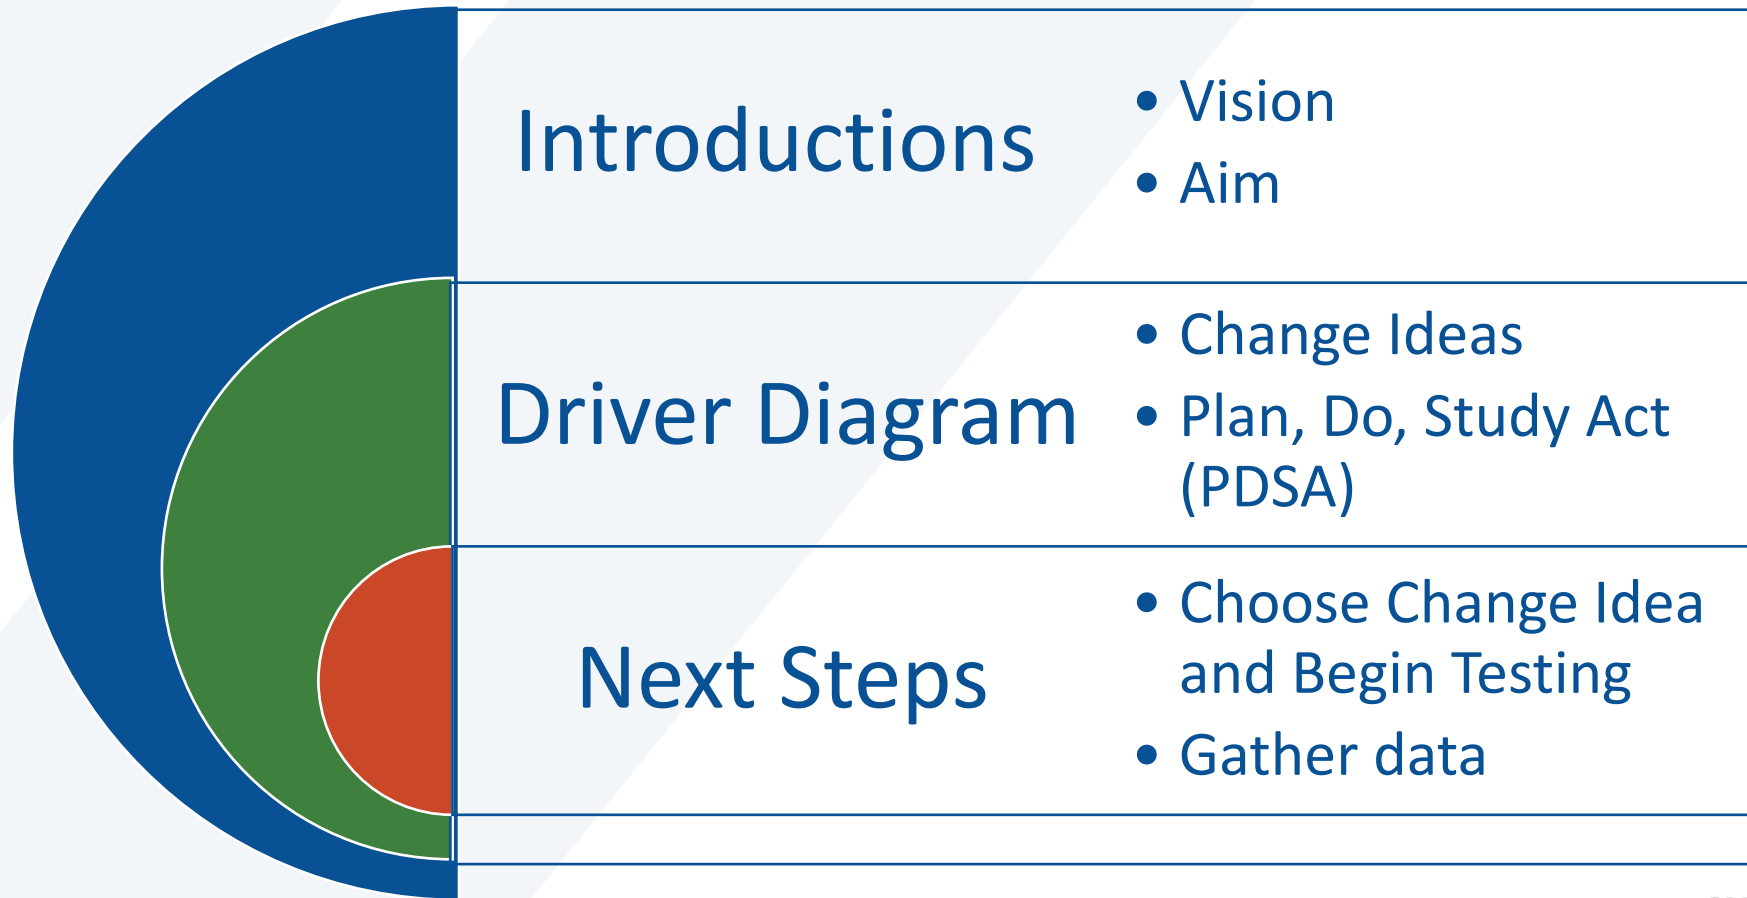 Introductions
• Vision
• Aim
Driver Diagram
• Change Ideas
• Plan, Do, Study Act
(PDSA)
Next Steps
• Choose Change Idea
and Begin Testing
• Gather data